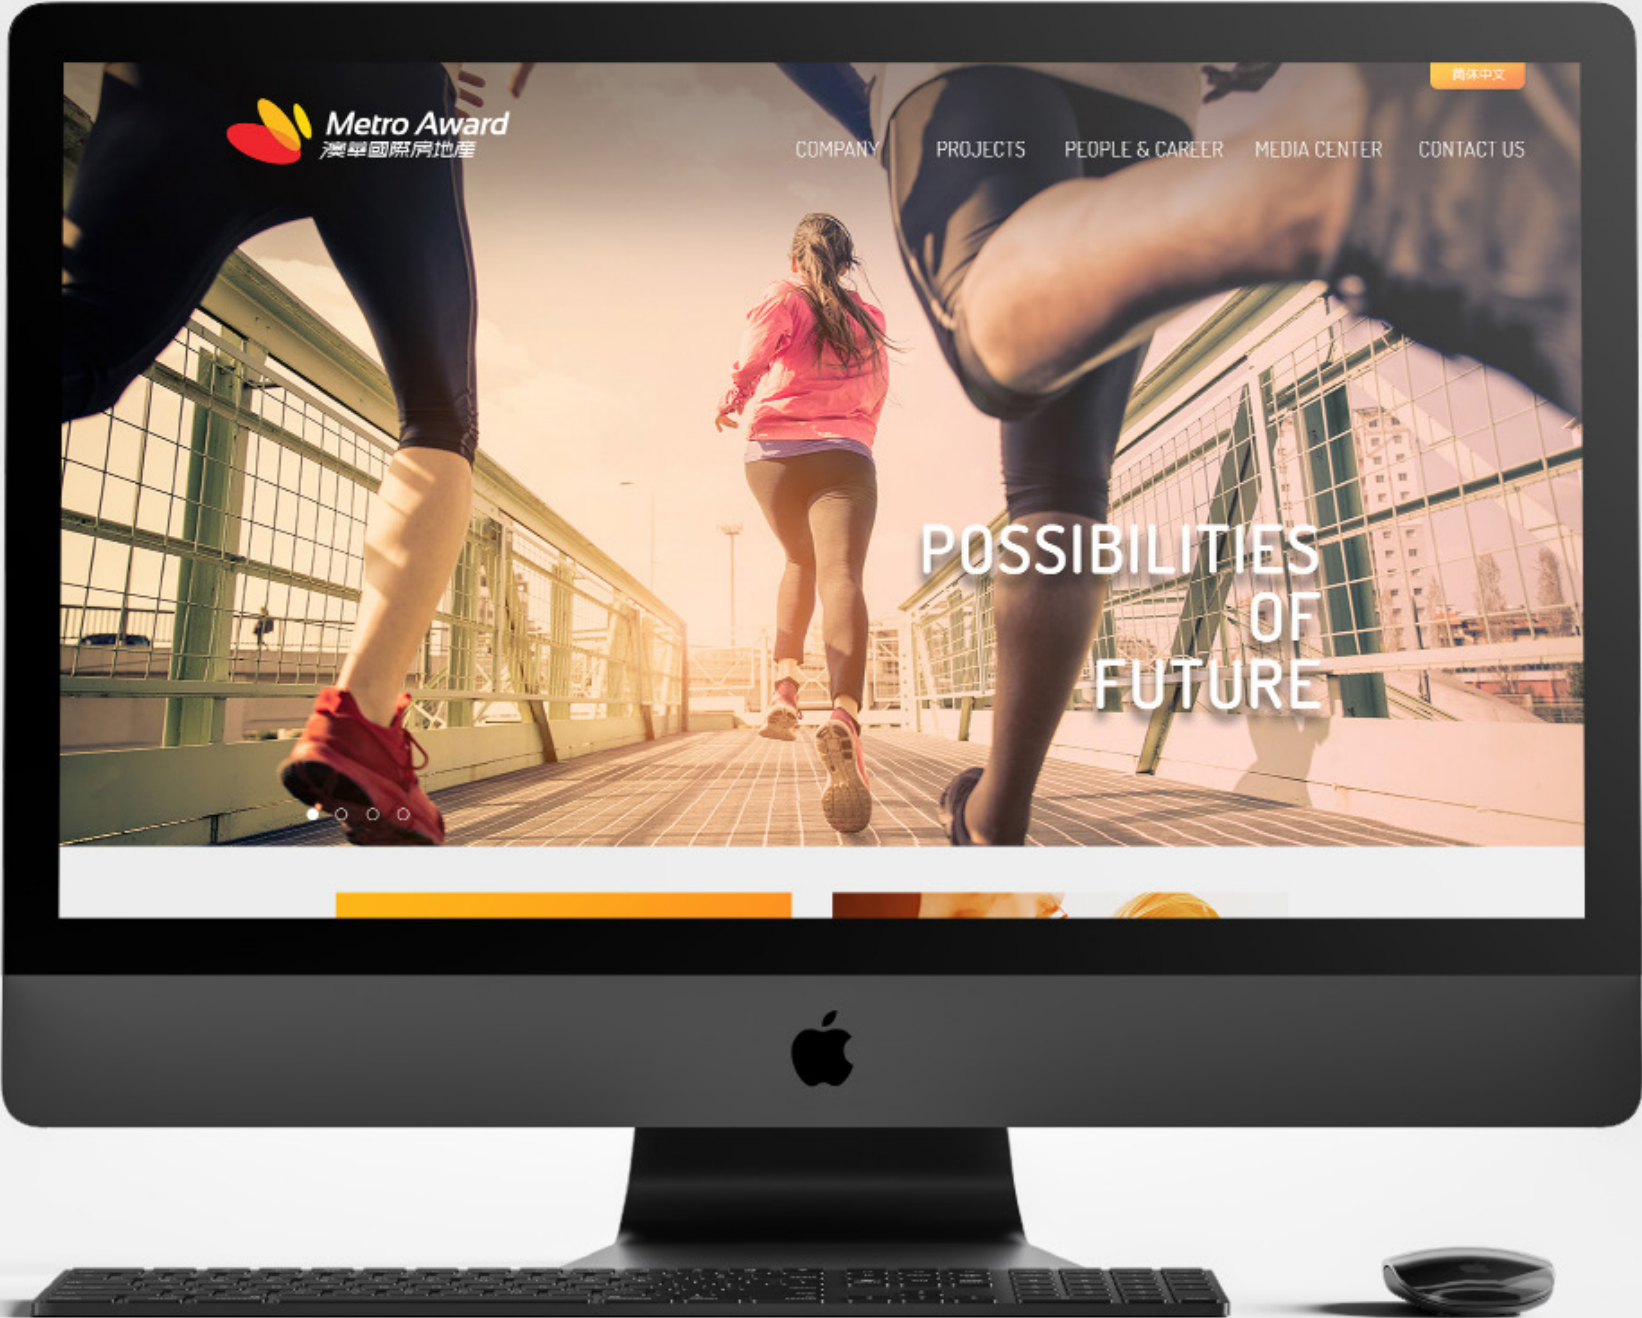 简体中文
Metro Award
澳華國際房地產
COMPANY PROJECTS PEOPLE & CAREER MEDIA CENTER CONTACT US
POSSIBILITIES
OF
FUTURE